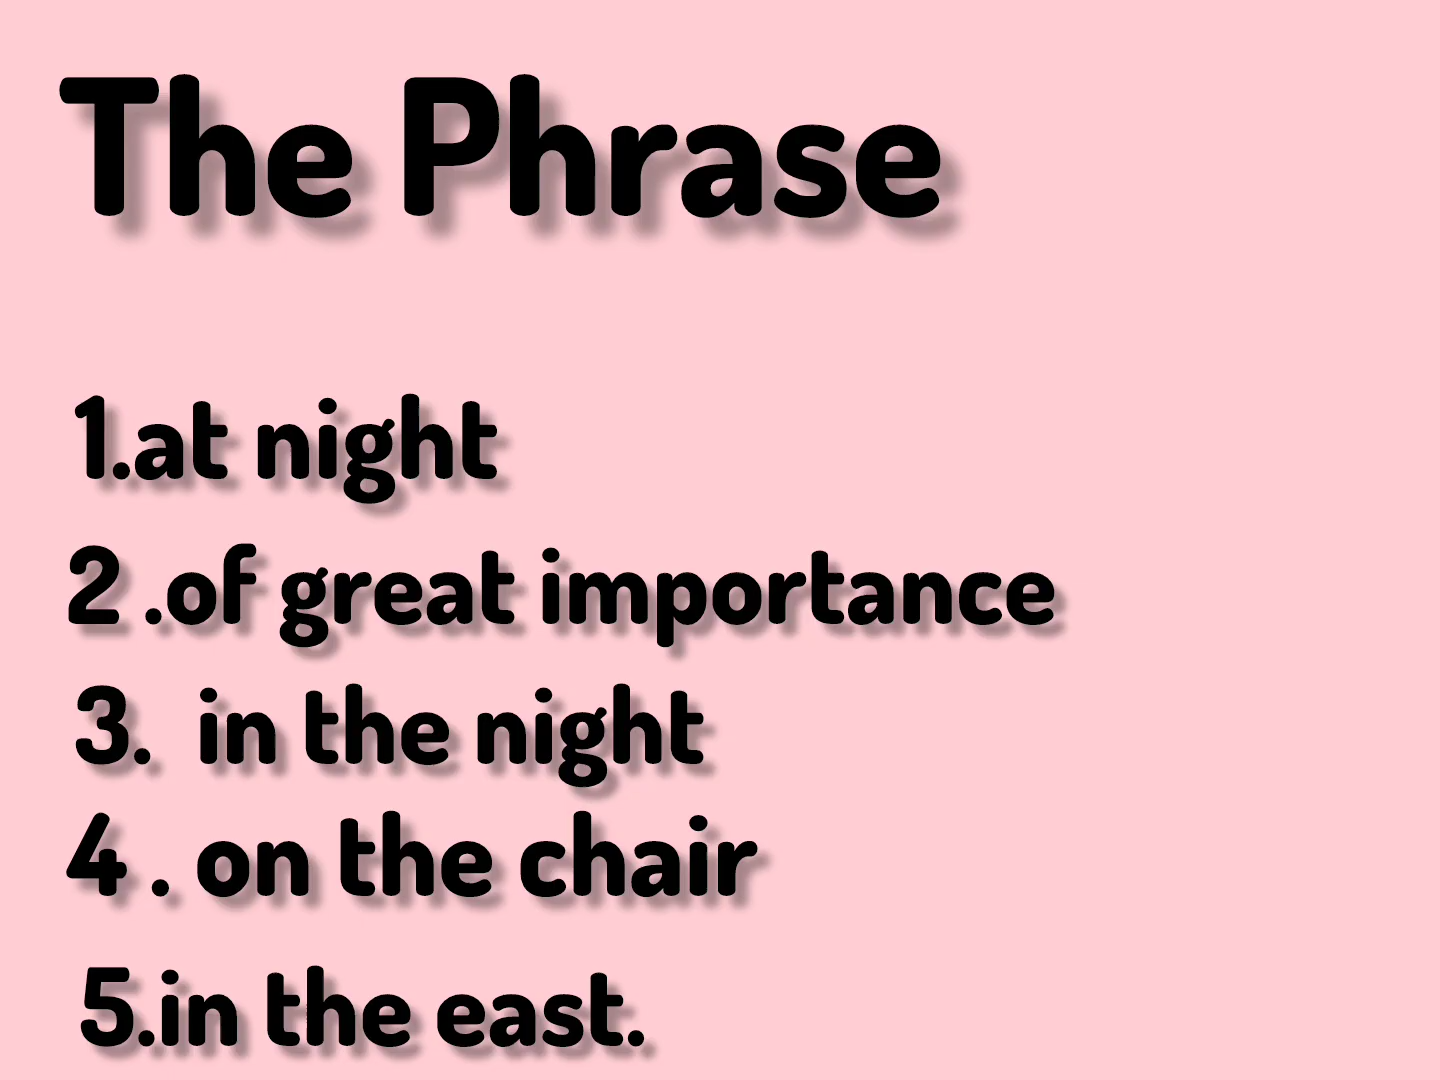 The Phrase
1.at night
2 .of great importance
3.  in the night
4 . on the chair
5.in the east.